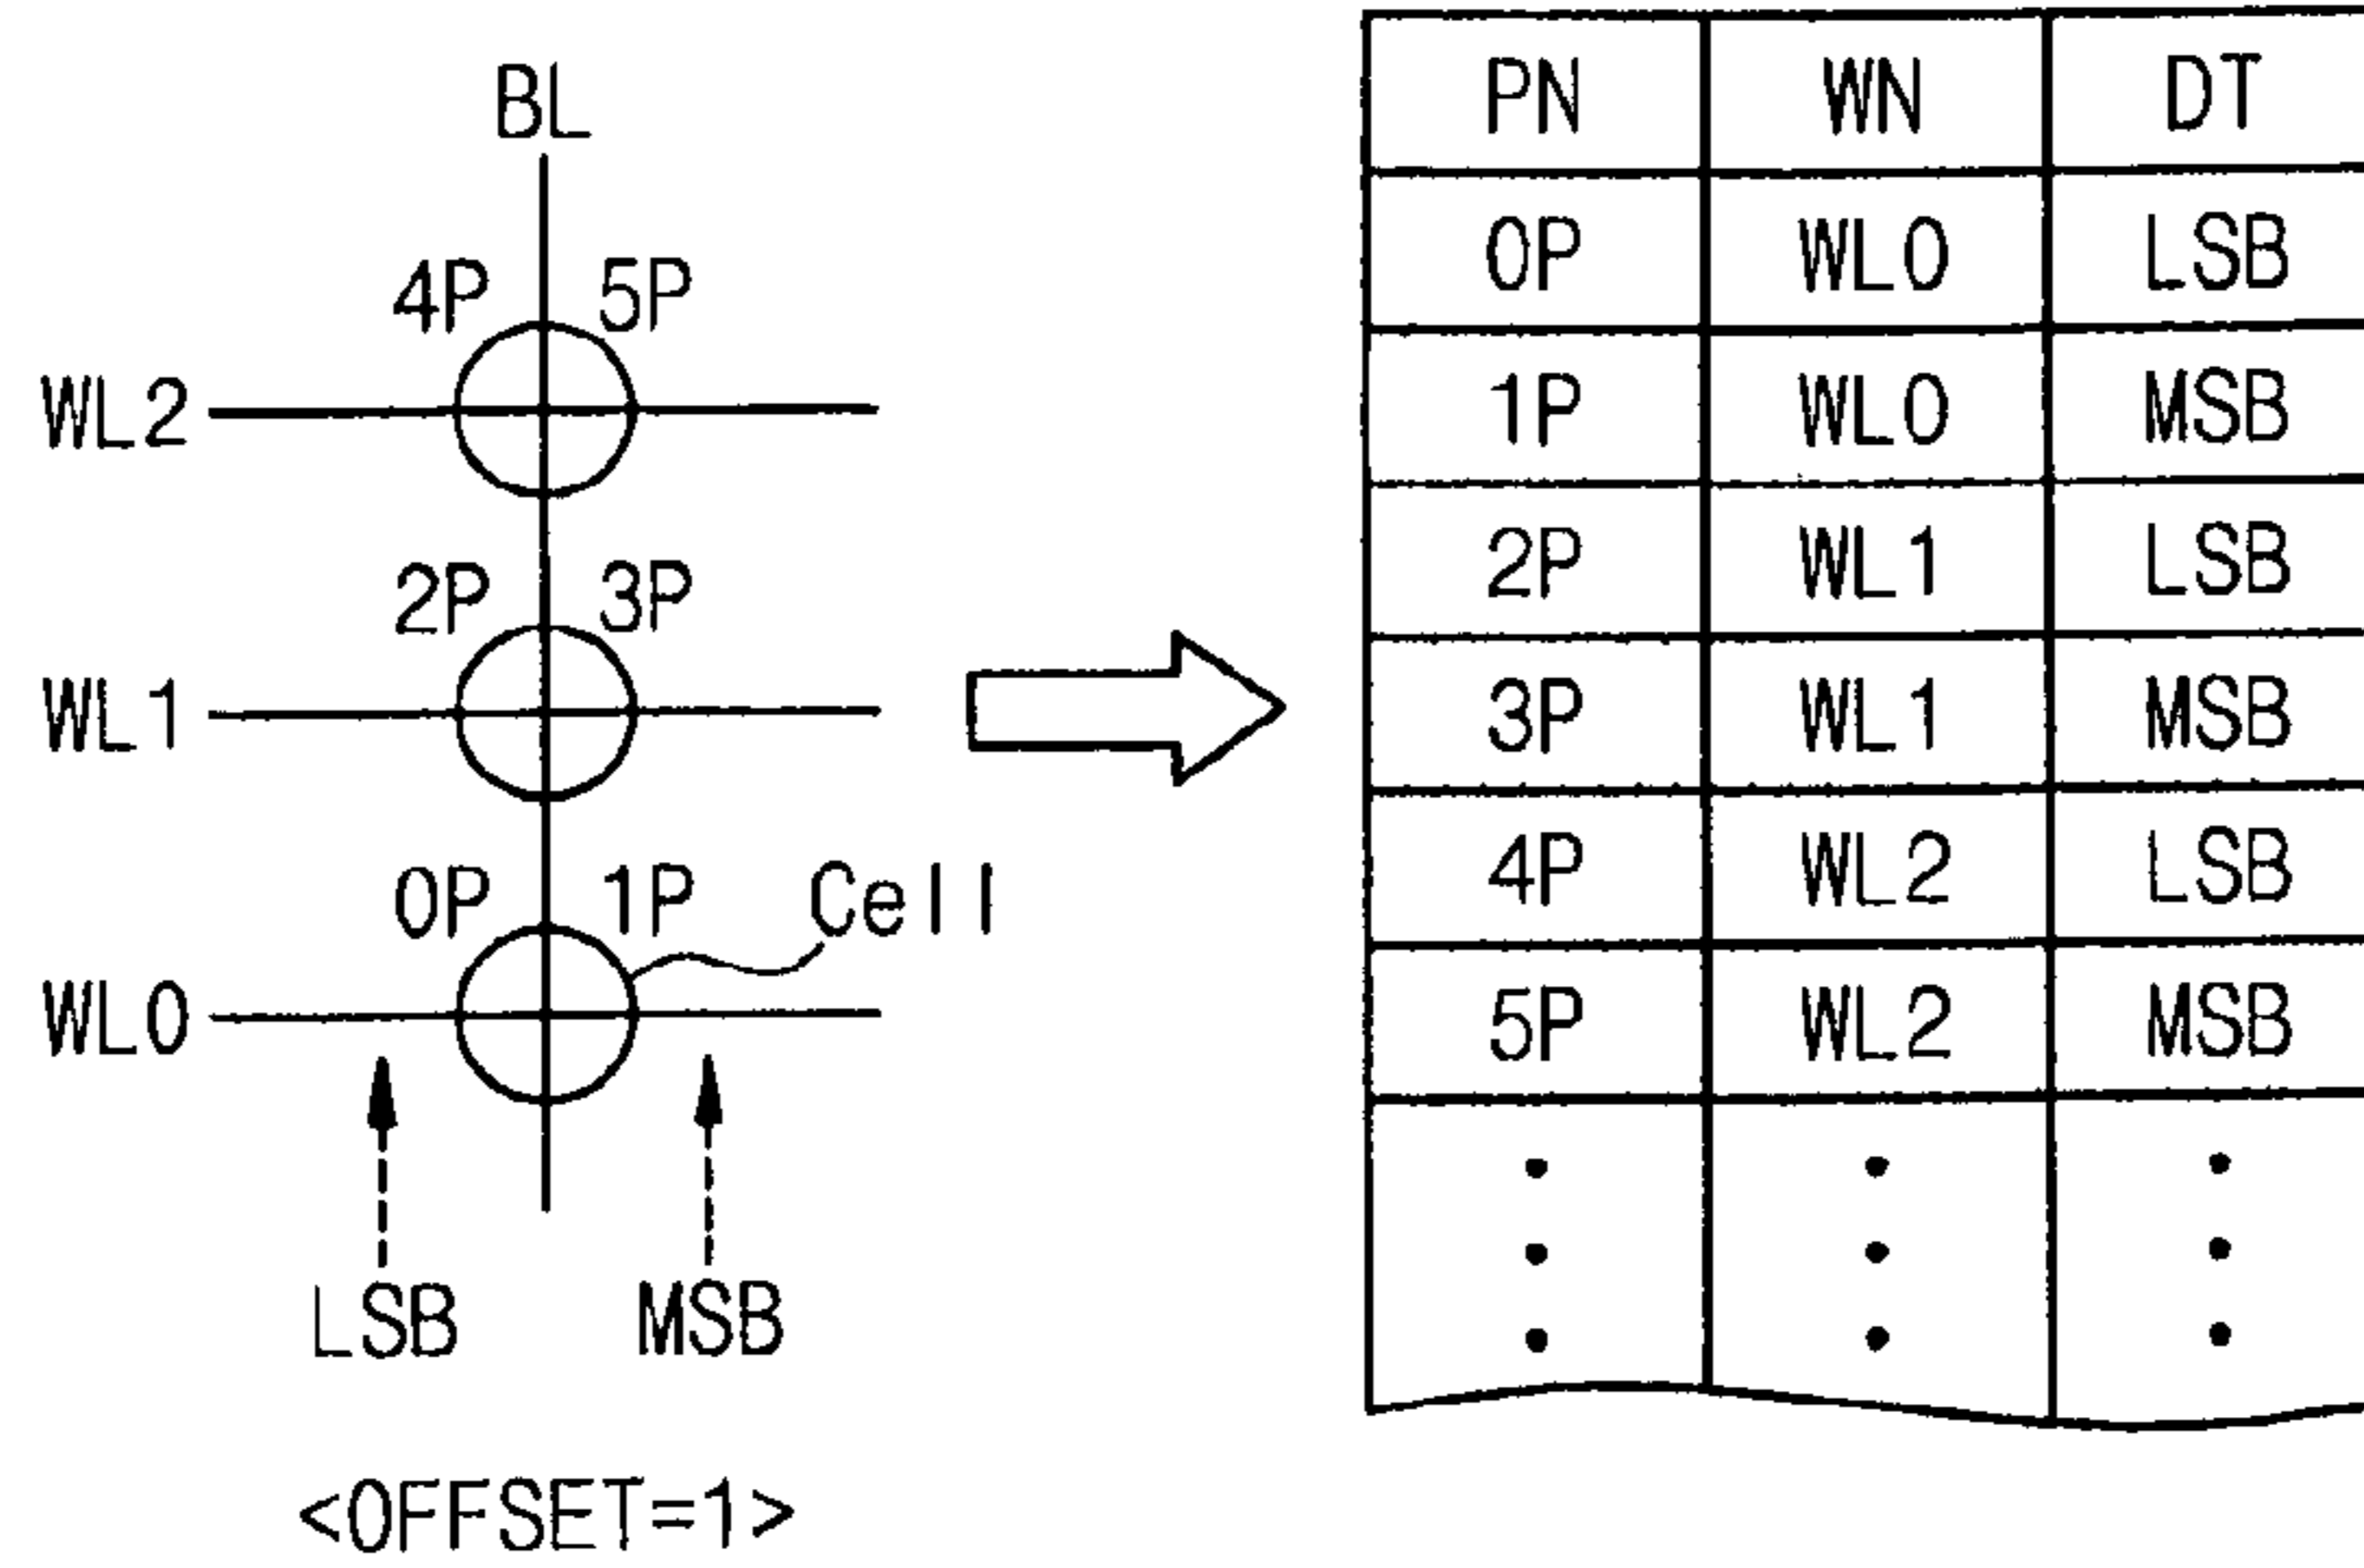 BL
4P 5P
WL2
2P 3P
WL1
0P 1P Cell
WL0
LSB MSB
<OFFSET=1>
PN WN DT
0P WL0 LSB
1P WL0 MSB
2P WL1 LSB
3P WL1 MSB
4P WL2 LSB
5P WL2 MSB